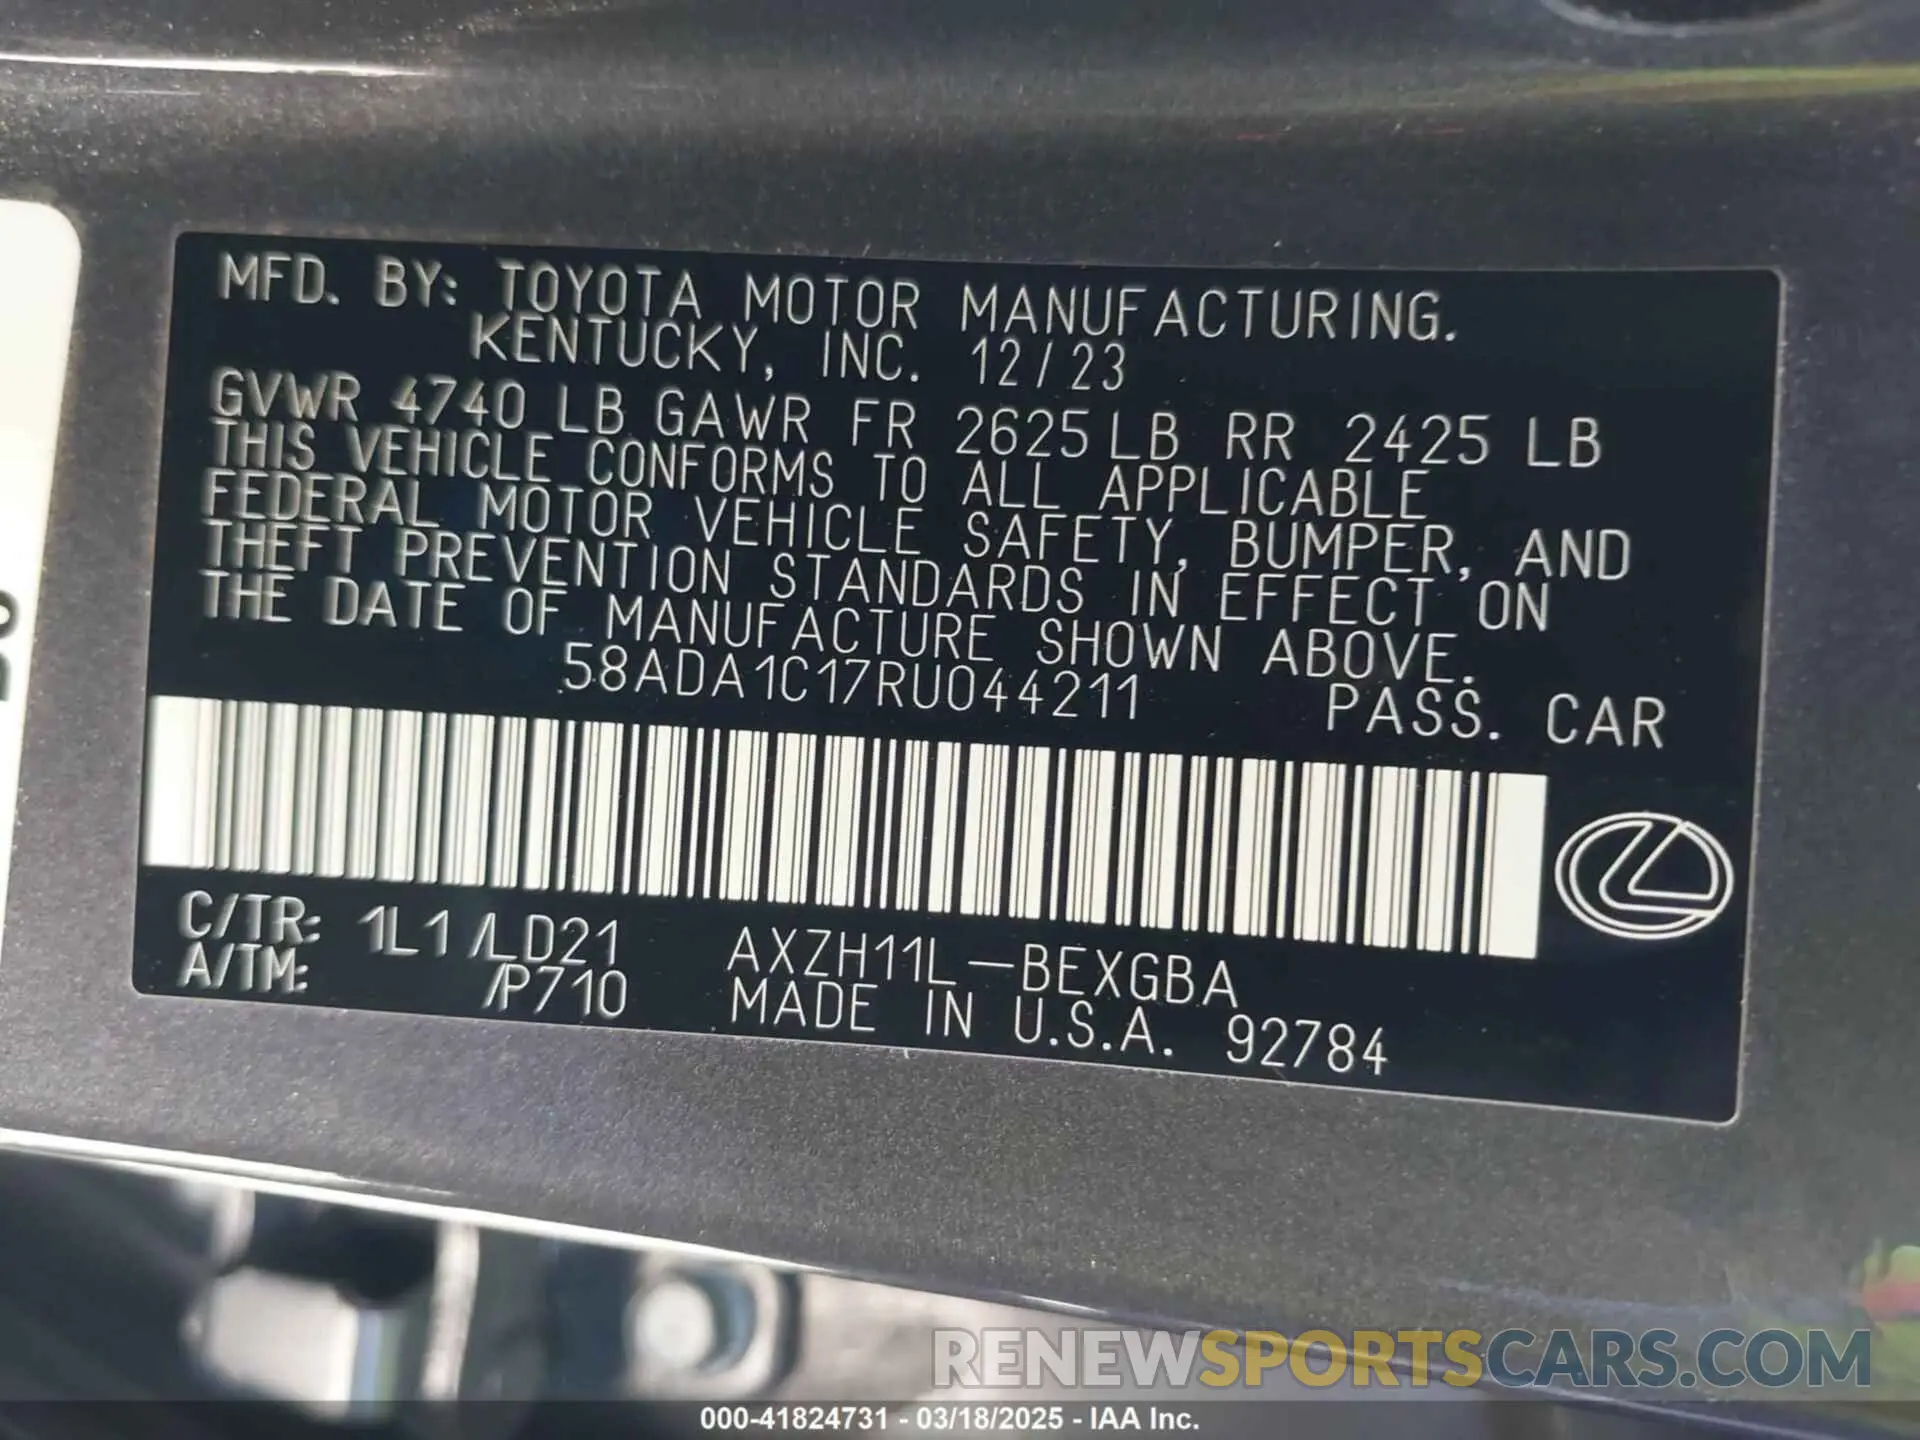 MFD. BY: TOYOTA MOTOR MANUFACTURING.
KENTUCKY, INC. 12/23
GVWR 4740 LB GAWR FR 2625 LB RR 2425 LB
THIS VEHICLE CONFORMS TO ALL APPLICABLE
FEDERAL MOTOR VEHICLE SAFETY, BUMPER, AND
THEFT PREVENTION STANDARDS IN EFFECT ON
THE DATE OF MANUFACTURE SHOWN ABOVE.
58ADA1C17RU044211 PASS. CAR
C/TR: 1L1 /LD21 AXZH11L-BEXGBA
A/TM: /P710 MADE IN U.S.A. 92784
RENEWSPORTSCARS.COM
000-41824731 - 03/18/2025 - IAA Inc.